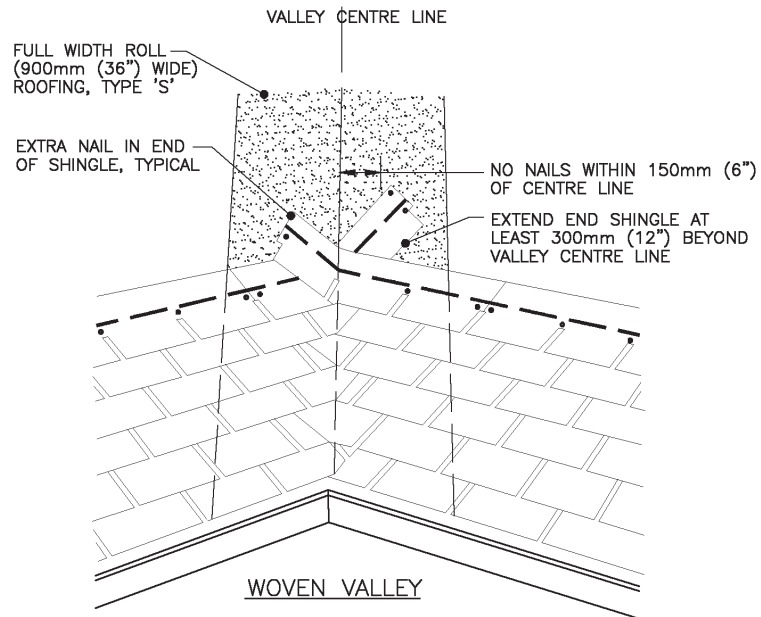 VALLEY CENTRE LINE
FULL WIDTH ROLL
(900mm (36") WIDE)
ROOFING, TYPE 'S'
EXTRA NAIL IN END
OF SHINGLE, TYPICAL
NO NAILS WITHIN 150mm (6")
OF CENTRE LINE
EXTEND END SHINGLE AT
LEAST 300mm (12") BEYOND
VALLEY CENTRE LINE
WOVEN VALLEY